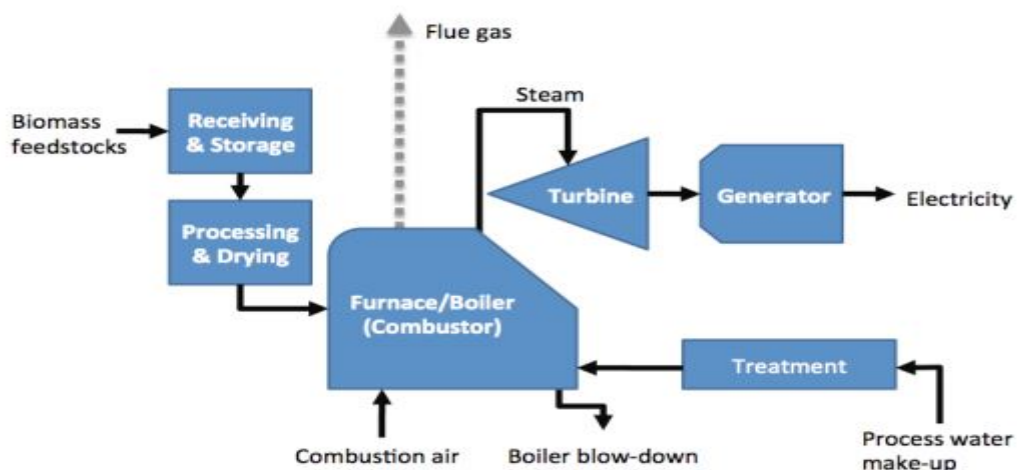 Flue gas
Steam
Biomass
feedstocks
Receiving
& Storage
Processing
& Drying
Turbine
Generator
Electricity
Furnace/Boiler
(Combustor)
Treatment
Combustion air
Boiler blow-down
Process water
make-up